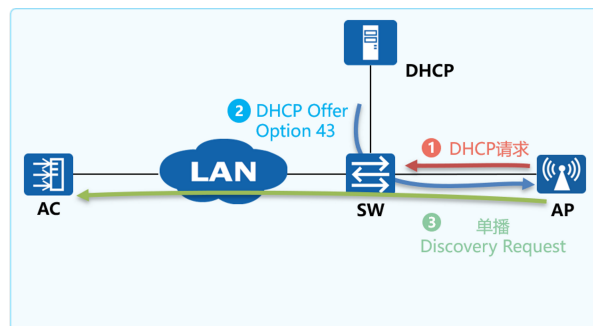 DHCP
2 DHCP Offer
Option 43
1 DHCP请求
LAN
AC
SW
AP
3 单播
Discovery Request